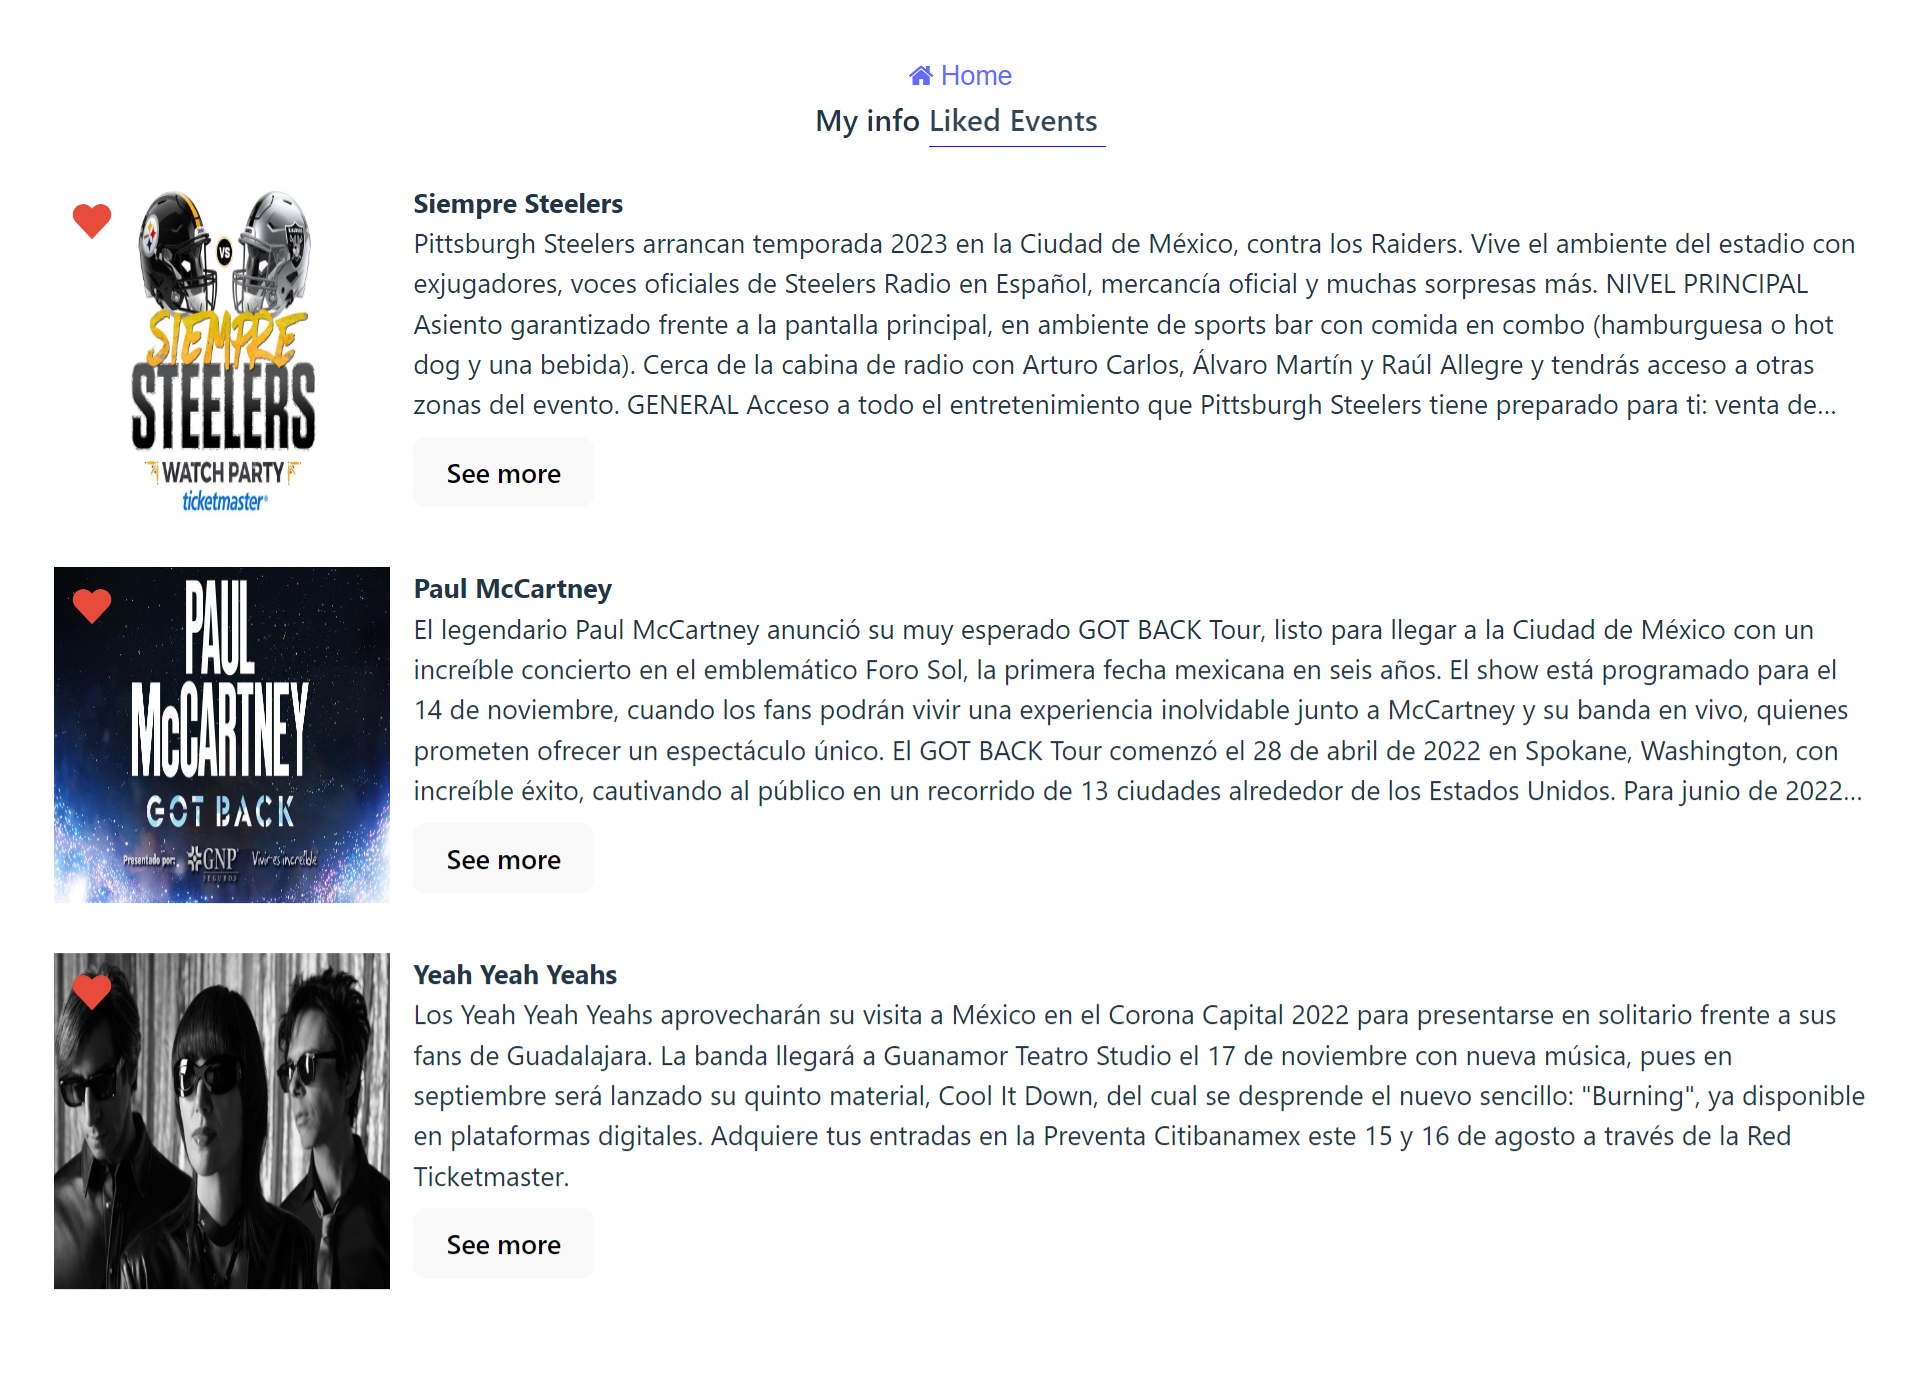 Home
My info Liked Events
VS
SIEMPRE
STEELERS
WATCH PARTY
ticketmaster®
Siempre Steelers
Pittsburgh Steelers arrancan temporada 2023 en la Ciudad de México, contra los Raiders. Vive el ambiente del estadio con
exjugadores, voces oficiales de Steelers Radio en Español, mercancía oficial y muchas sorpresas más. NIVEL PRINCIPAL
Asiento garantizado frente a la pantalla principal, en ambiente de sports bar con comida en combo (hamburguesa o hot
dog y una bebida). Cerca de la cabina de radio con Arturo Carlos, Álvaro Martín y Raúl Allegre y tendrás acceso a otras
zonas del evento. GENERAL Acceso a todo el entretenimiento que Pittsburgh Steelers tiene preparado para ti: venta de...
See more
PAUL
McCARTNEY
GOT BACK
Presentado por: GNP Vivir es increíble
SEGUROS
Paul McCartney
El legendario Paul McCartney anunció su muy esperado GOT BACK Tour, listo para llegar a la Ciudad de México con un
increíble concierto en el emblemático Foro Sol, la primera fecha mexicana en seis años. El show está programado para el
14 de noviembre, cuando los fans podrán vivir una experiencia inolvidable junto a McCartney y su banda en vivo, quienes
prometen ofrecer un espectáculo único. El GOT BACK Tour comenzó el 28 de abril de 2022 en Spokane, Washington, con
increíble éxito, cautivando al público en un recorrido de 13 ciudades alrededor de los Estados Unidos. Para junio de 2022...
See more
Yeah Yeah Yeahs
Los Yeah Yeah Yeahs aprovecharán su visita a México en el Corona Capital 2022 para presentarse en solitario frente a sus
fans de Guadalajara. La banda llegará a Guanamor Teatro Studio el 17 de noviembre con nueva música, pues en
septiembre será lanzado su quinto material, Cool It Down, del cual se desprende el nuevo sencillo: "Burning", ya disponible
en plataformas digitales. Adquiere tus entradas en la Preventa Citibanamex este 15 y 16 de agosto a través de la Red
Ticketmaster.
See more